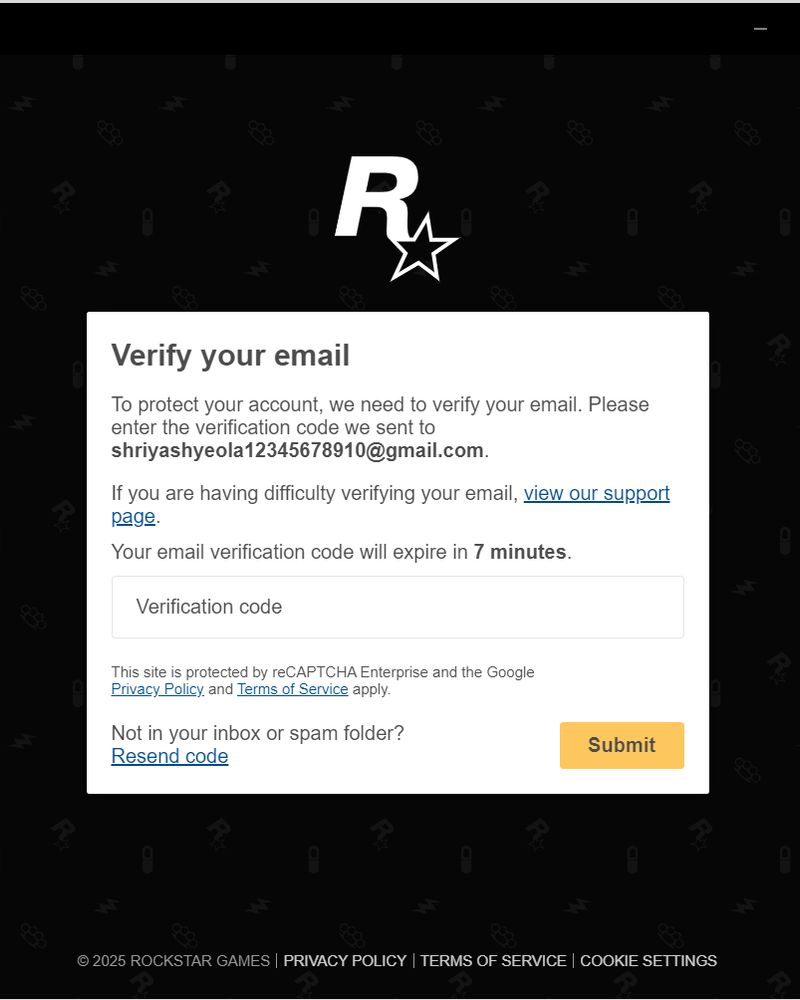 R
Verify your email
To protect your account, we need to verify your email. Please
enter the verification code we sent to
shriyashyeola12345678910@gmail.com.
If you are having difficulty verifying your email, view our support
page.
Your email verification code will expire in 7 minutes.
Verification code
This site is protected by reCAPTCHA Enterprise and the Google
Privacy Policy and Terms of Service apply.
Not in your inbox or spam folder?
Resend code
Submit
© 2025 ROCKSTAR GAMES | PRIVACY POLICY | TERMS OF SERVICE | COOKIE SETTINGS